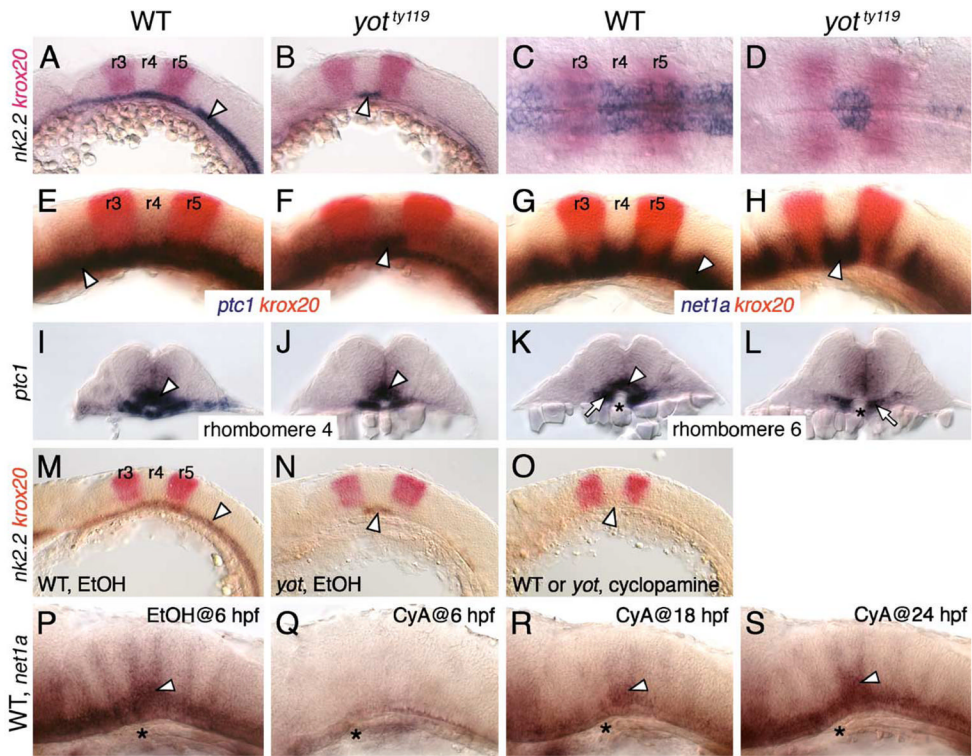 WT yot ty119 WT yot ty119
nk2.2 krox20
A r3 r4 r5 B r3 r4 r5 C r3 r4 r5 D
E r3 r4 r5 F G r3 r4 r5 H
ptc1 krox20 net1a krox20
ptc1
I J K L
* *
rhombomere 4 rhombomere 6
nk2.2 krox20
M r3 r4 r5 N O
WT, EtOH yot, EtOH WT or yot, cyclopamine
WT, net1a
P EtOH@6 hpf Q CyA@6 hpf R CyA@18 hpf S CyA@24 hpf
* * * *